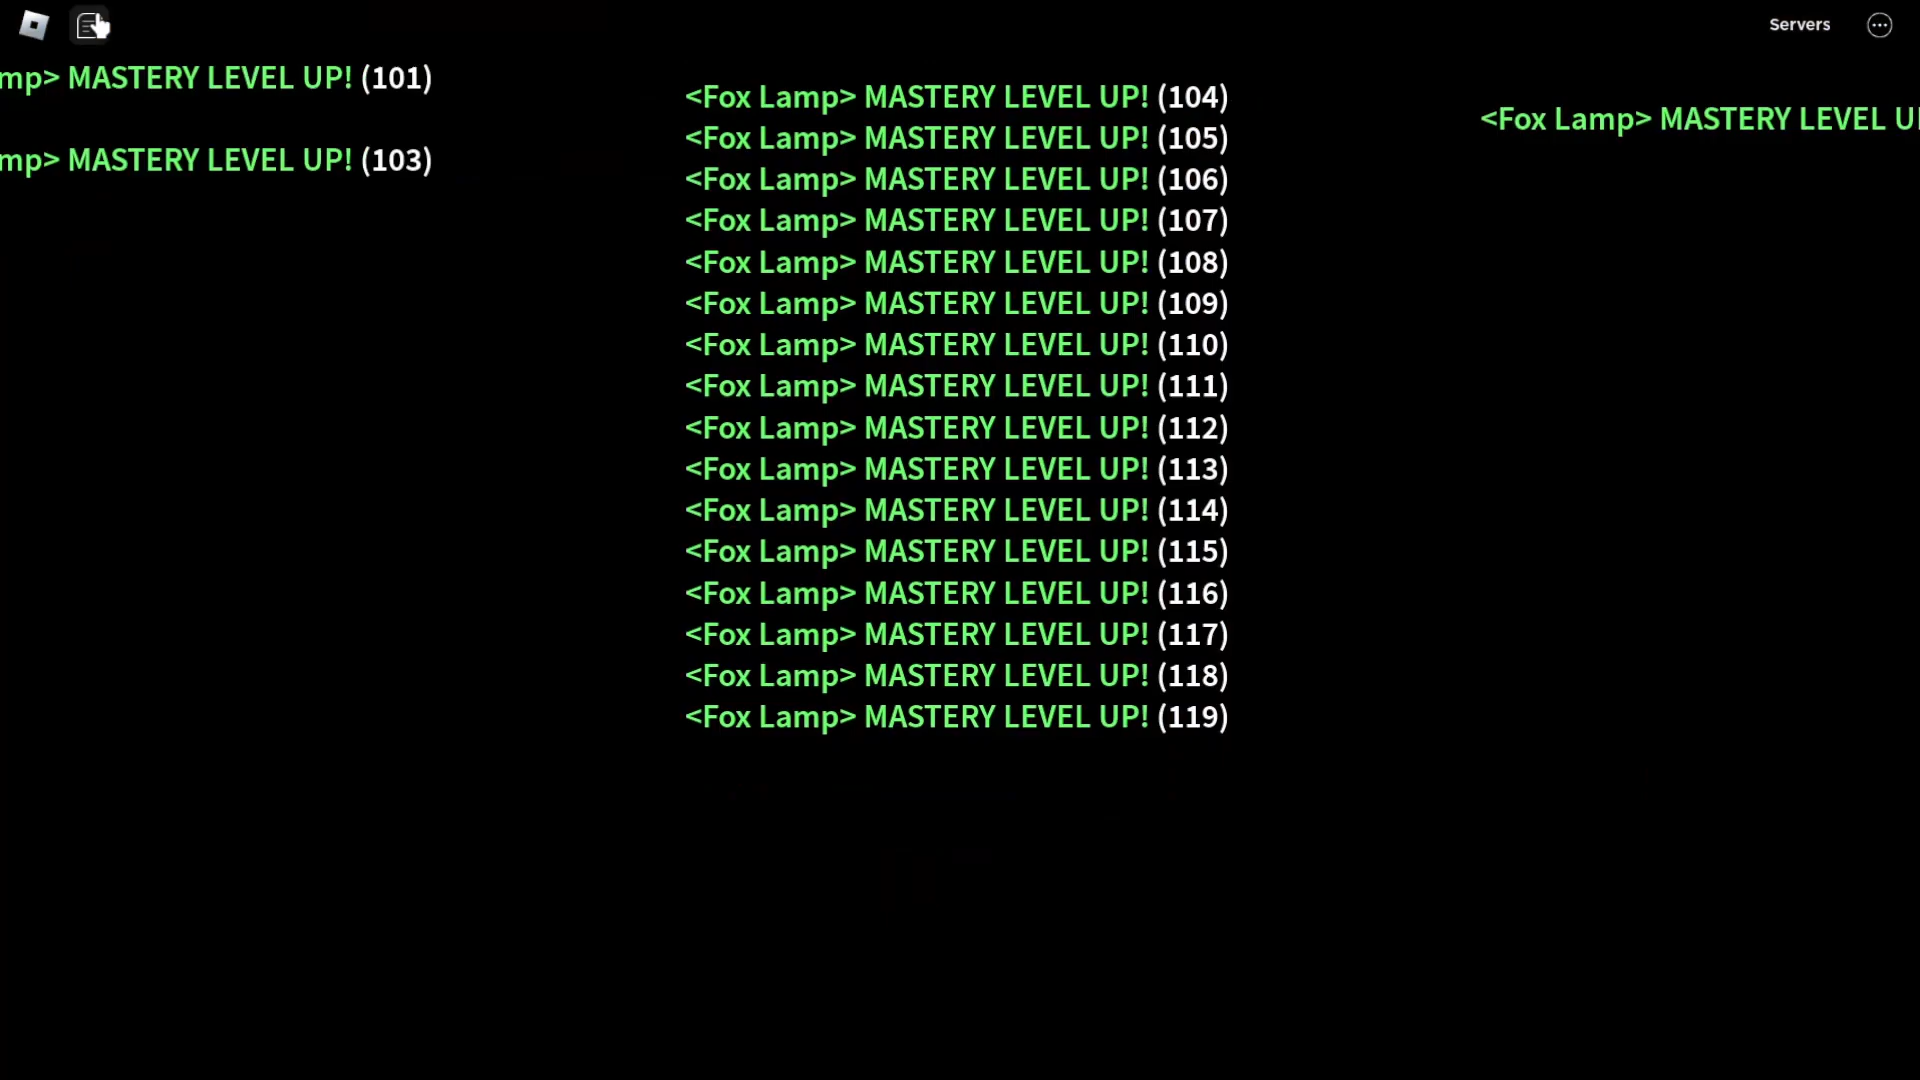 Servers
mp> MASTERY LEVEL UP! (101)
<Fox Lamp> MASTERY LEVEL U
mp> MASTERY LEVEL UP! (103)
<Fox Lamp> MASTERY LEVEL UP! (104)
<Fox Lamp> MASTERY LEVEL UP! (105)
<Fox Lamp> MASTERY LEVEL UP! (106)
<Fox Lamp> MASTERY LEVEL UP! (107)
<Fox Lamp> MASTERY LEVEL UP! (108)
<Fox Lamp> MASTERY LEVEL UP! (109)
<Fox Lamp> MASTERY LEVEL UP! (110)
<Fox Lamp> MASTERY LEVEL UP! (111)
<Fox Lamp> MASTERY LEVEL UP! (112)
<Fox Lamp> MASTERY LEVEL UP! (113)
<Fox Lamp> MASTERY LEVEL UP! (114)
<Fox Lamp> MASTERY LEVEL UP! (115)
<Fox Lamp> MASTERY LEVEL UP! (116)
<Fox Lamp> MASTERY LEVEL UP! (117)
<Fox Lamp> MASTERY LEVEL UP! (118)
<Fox Lamp> MASTERY LEVEL UP! (119)